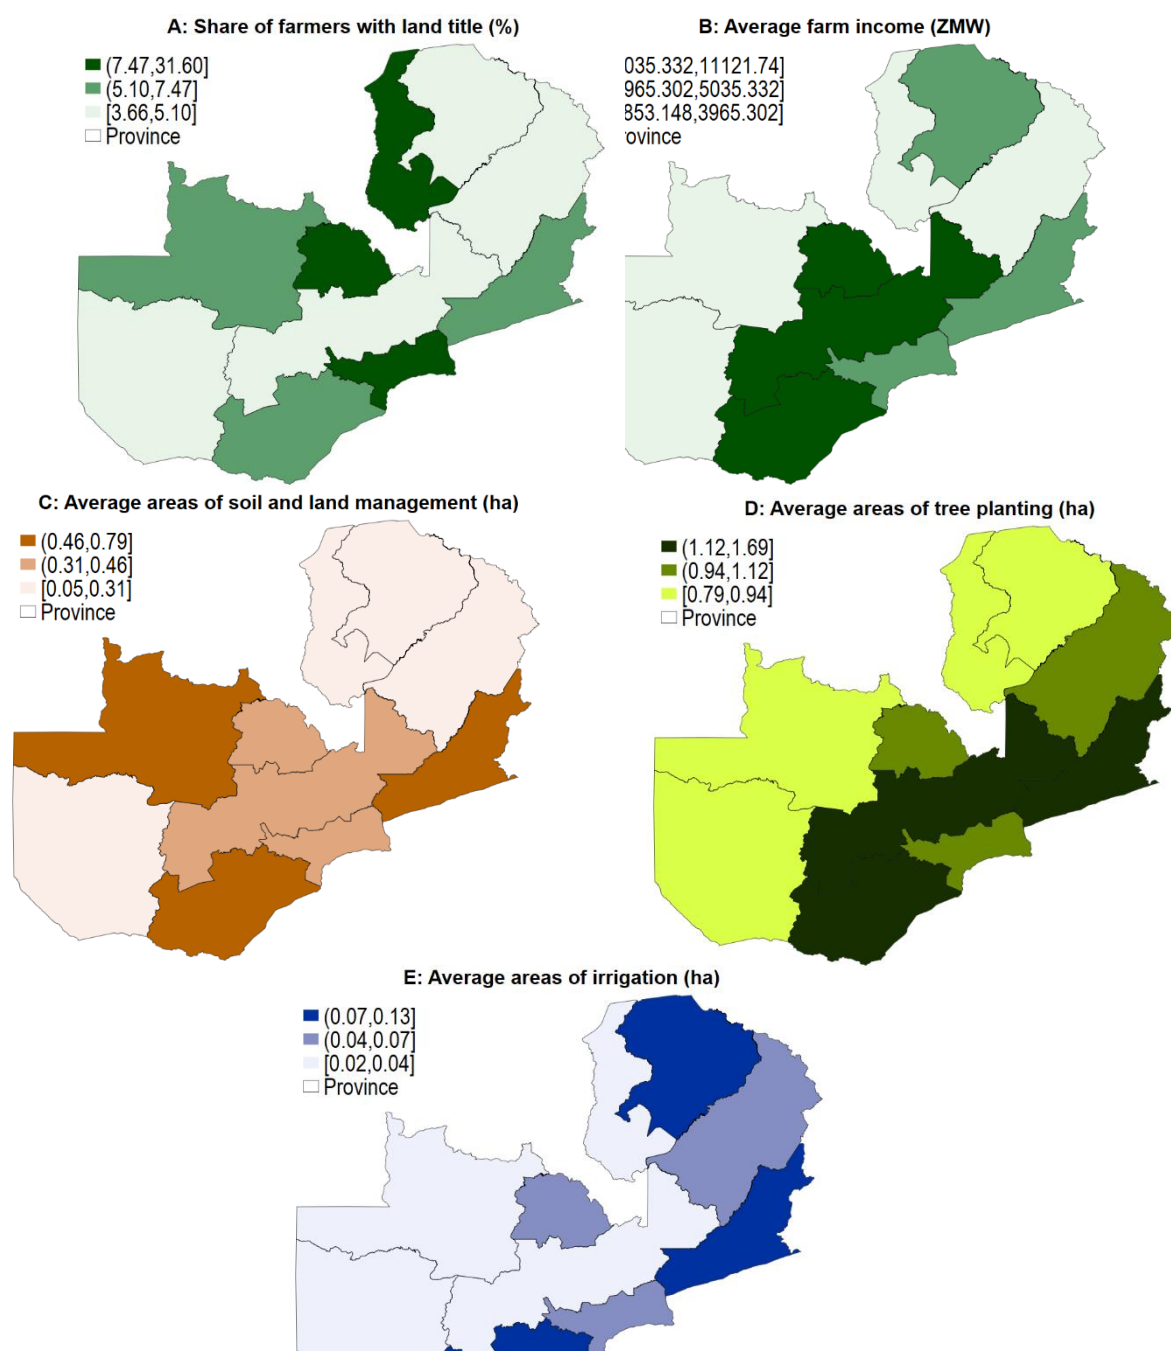 A: Share of farmers with land title (%)
(7.47,31.60]
(5.10,7.47]
[3.66,5.10]
Province
B: Average farm income (ZMW)
035.332,11121.74]
965.302,5035.332]
853.148,3965.302]
rovince
C: Average areas of soil and land management (ha)
(0.46,0.79]
(0.31,0.46]
[0.05,0.31]
Province
D: Average areas of tree planting (ha)
(1.12,1.69]
(0.94,1.12]
[0.79,0.94]
Province
E: Average areas of irrigation (ha)
(0.07,0.13]
(0.04,0.07]
[0.02,0.04]
Province